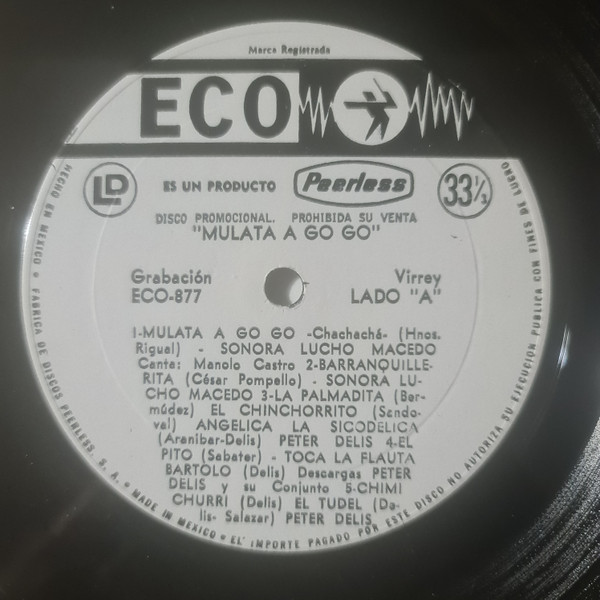 Marca Registrada
ECO
LD
ES UN PRODUCTO
Peerless
33⅓
DISCO PROMOCIONAL. PROHIBIDA SU VENTA
"MULATA A GO GO"
Grabación
ECO-877
Virrey
LADO "A"
1-MULATA A GO GO -Chachachá- (Hnos.
Rigual) - SONORA LUCHO MACEDO
Canta: Manolo Castro 2-BARRANQUILLE-
RITA (César Pompello) - SONORA LU-
CHO MACEDO 3-LA PALMADITA (Ber-
múdez) EL CHINCHORRITO (Sando-
val) ANGELICA LA SICODELICA
(Aranibar-Delis) PETER DELIS 4-EL
PITO (Sabater) - TOCA LA FLAUTA
BARTOLO (Delis) Descargas PETER
DELIS y su Conjunto 5-CHIMI
CHURRI (Delis) EL TUDEL (De-
lis- Salazar) PETER DELIS
HECHO EN MEXICO • FABRICA DE DISCOS PEERLESS, S. A. • MADE IN MEXICO • EL IMPORTE PAGADO POR ESTE DISCO NO AUTORIZA SU EJECUCION PUBLICA CON FINES DE LUCRO